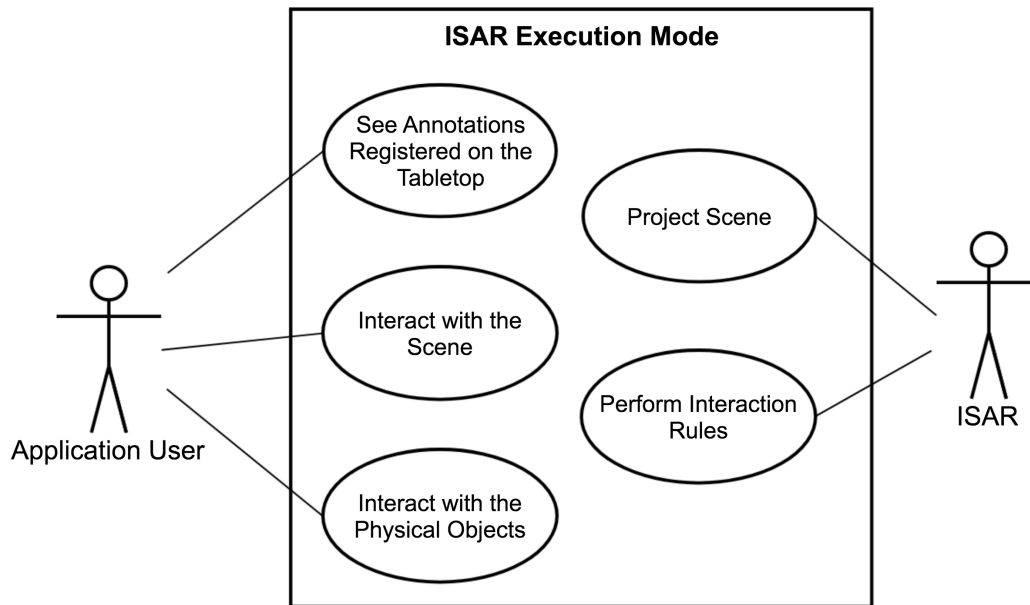 ISAR Execution Mode
See Annotations
Registered on the
Tabletop
Project Scene
Interact with the
Scene
Perform Interaction
Rules
Interact with the
Physical Objects
Application User
ISAR